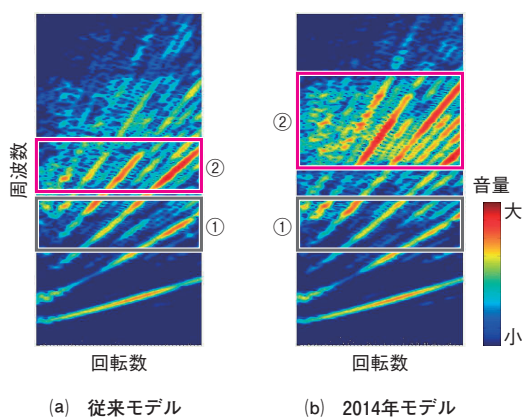 周波数
②
①
回転数
(a) 従来モデル
②
①
回転数
(b) 2014年モデル
音量
大
小